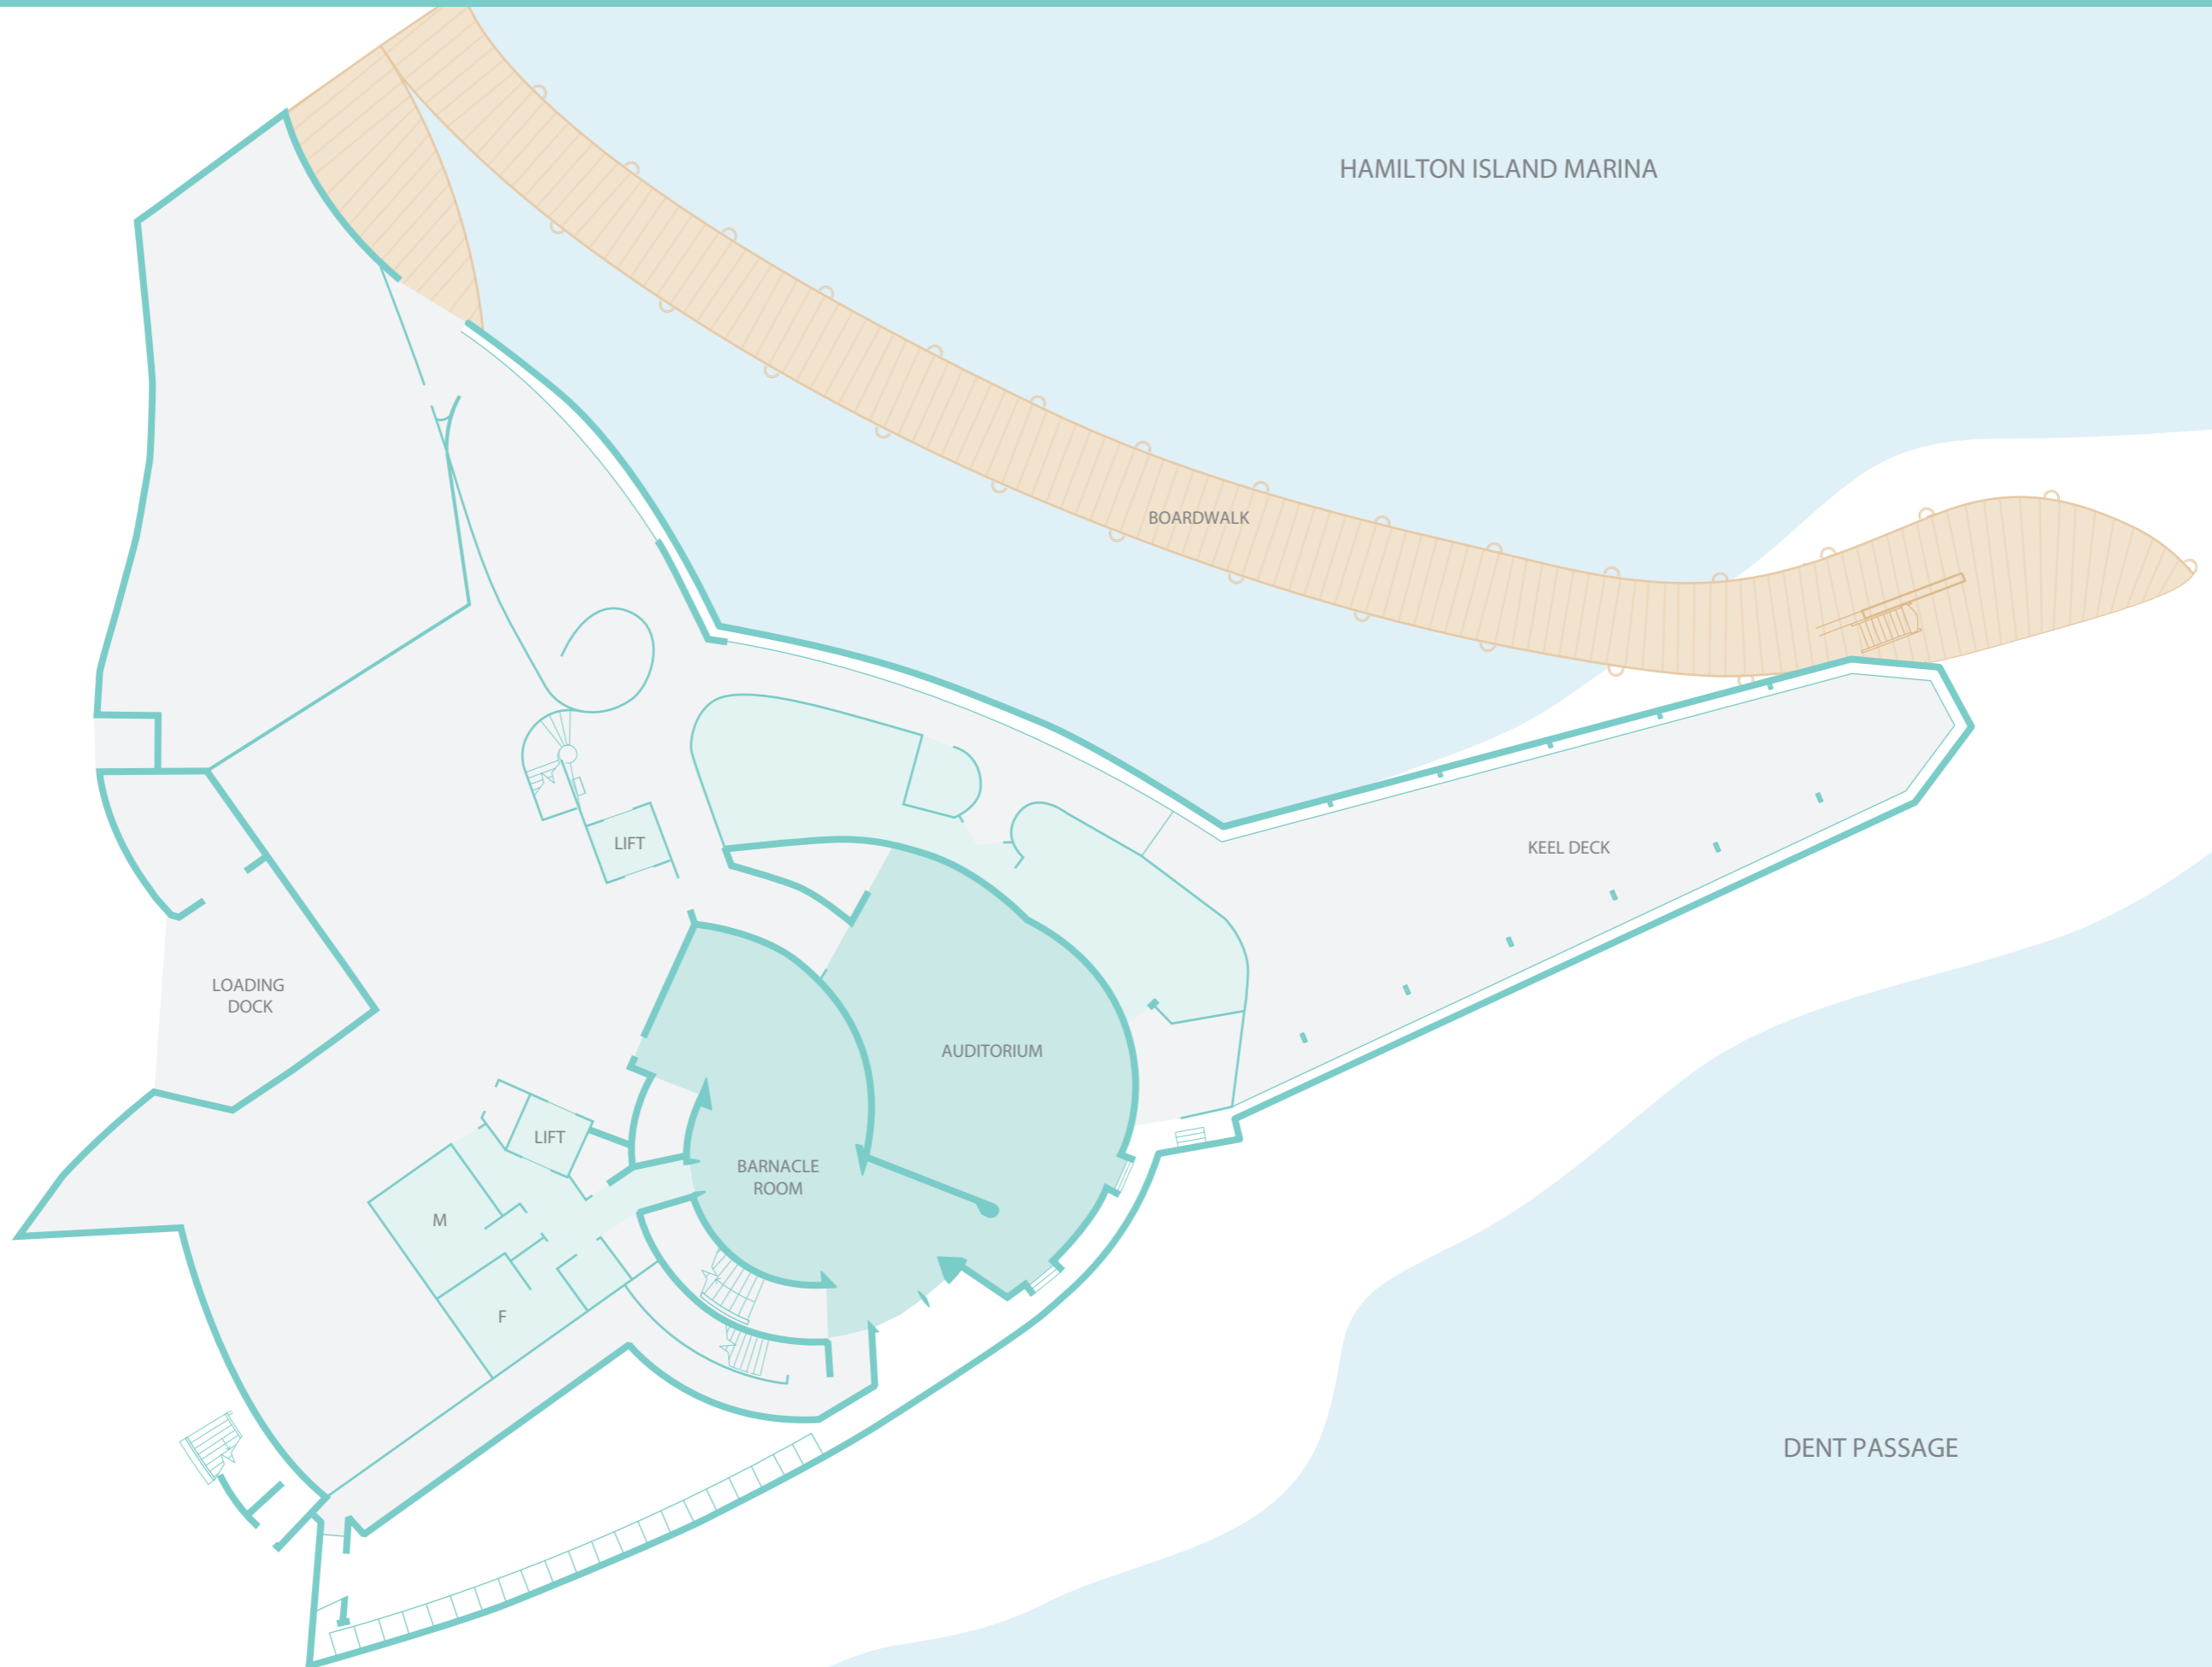 HAMILTON ISLAND MARINA
BOARDWALK
LIFT
KEEL DECK
LOADING
DOCK
AUDITORIUM
LIFT
BARNACLE
ROOM
M
F
DENT PASSAGE